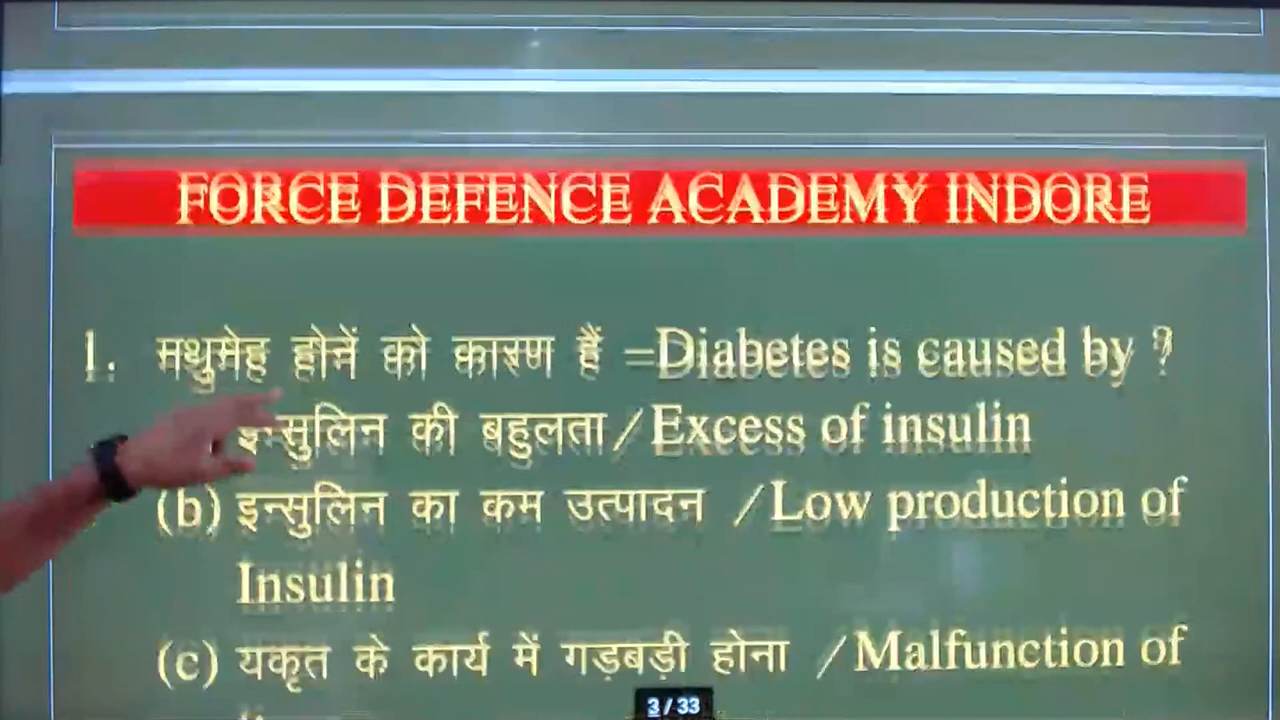 FORCE DEFENCE ACADEMY INDORE
1. मधुमेह होनें को कारण हैं =Diabetes is caused by ?
इन्सुलिन की बहुलता/Excess of insulin
(b) इन्सुलिन का कम उत्पादन /Low production of
Insulin
(c) यकृत के कार्य में गड़बड़ी होना /Malfunction of
3 / 33